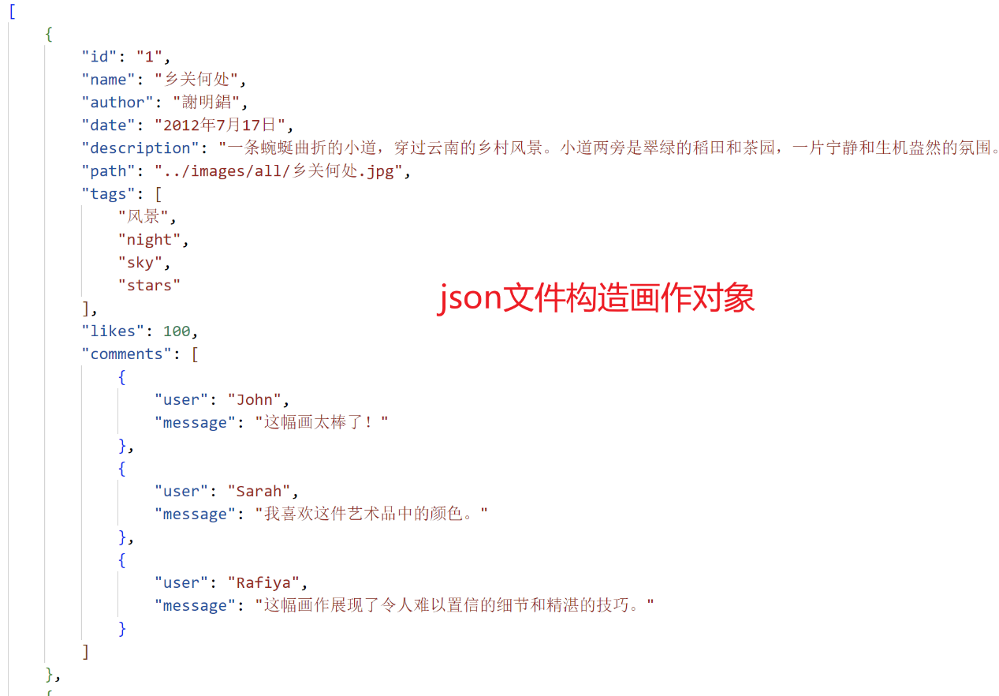 [
{
"id": "1",
"name": "乡关何处",
"author": "謝明錩",
"date": "2012年7月17日",
"description": "一条蜿蜒曲折的小道，穿过云南的乡村风景。小道两旁是翠绿的稻田和茶园，一片宁静和生机盎然的氛围。
"path": "../images/all/乡关何处.jpg",
"tags": [
"风景",
"night",
"sky",
"stars"
],
json文件构造画作对象
"likes": 100,
"comments": [
{
"user": "John",
"message": "这幅画太棒了！"
},
{
"user": "Sarah",
"message": "我喜欢这件艺术品中的颜色。"
},
{
"user": "Rafiya",
"message": "这幅画作展现了令人难以置信的细节和精湛的技巧。"
}
]
},
{